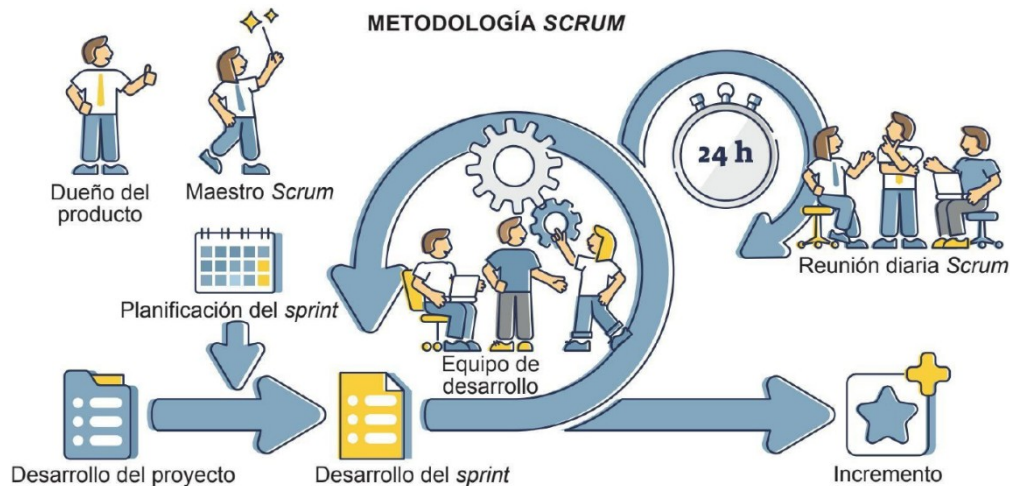 METODOLOGÍA SCRUM
Dueño del
producto
Maestro Scrum
24 h
Reunión diaria Scrum
Planificación del sprint
Equipo de
desarrollo
Desarrollo del proyecto
Desarrollo del sprint
Incremento